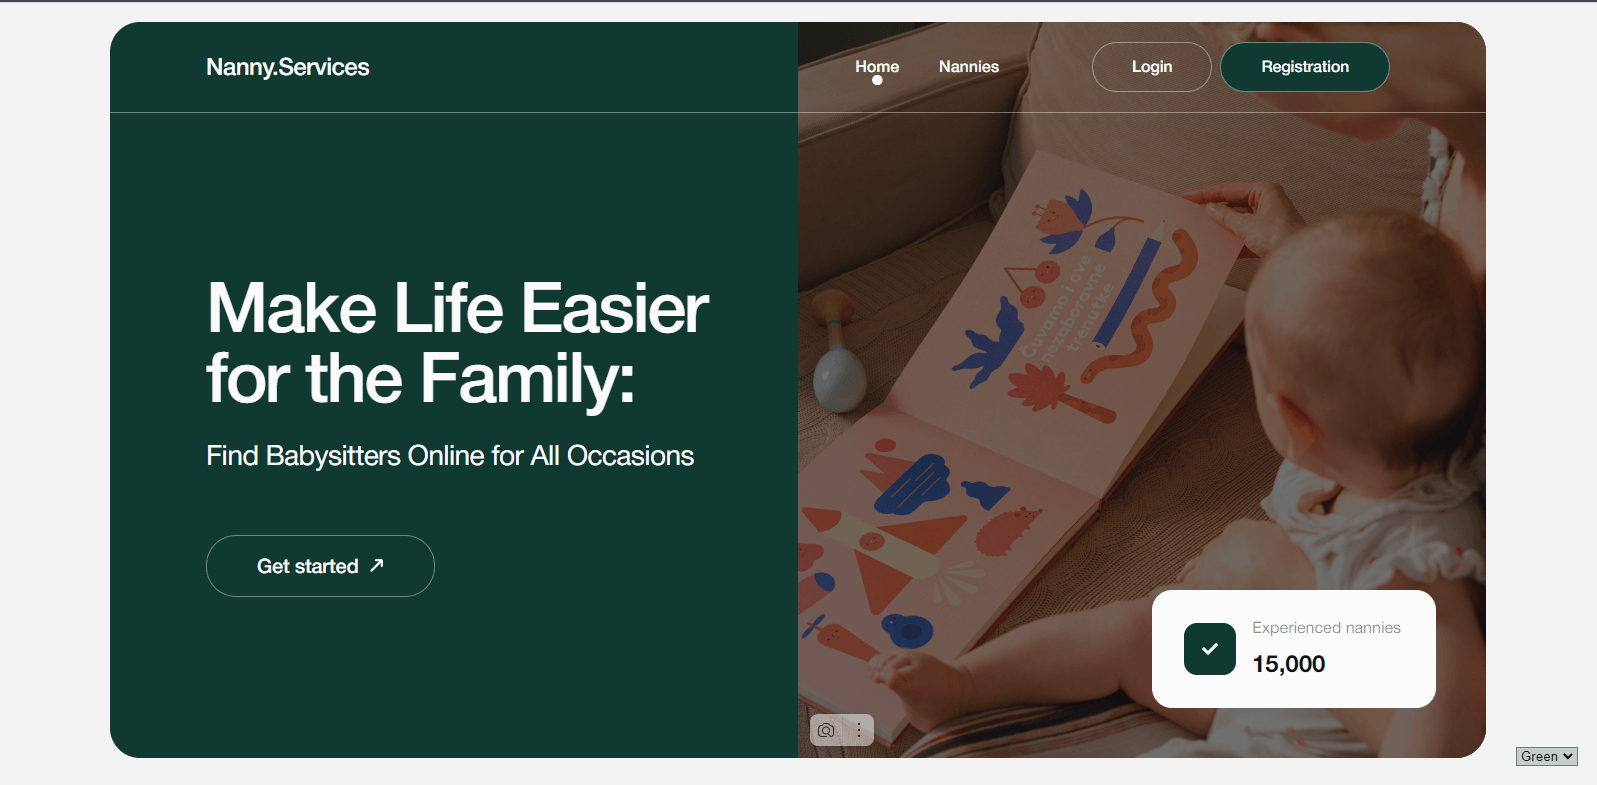 Nanny.Services
Home
Nannies
Login
Registration
Make Life Easier
for the Family:
Find Babysitters Online for All Occasions
Get started
Čuvamo i ove
nezaboravne
trenutke
Experienced nannies
15,000
Green